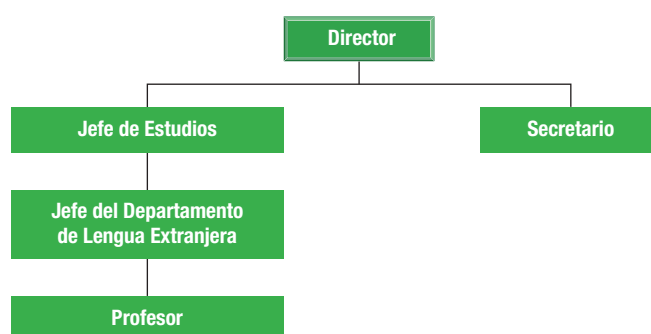 Director
Jefe de Estudios
Secretario
Jefe del Departamento
de Lengua Extranjera
Profesor